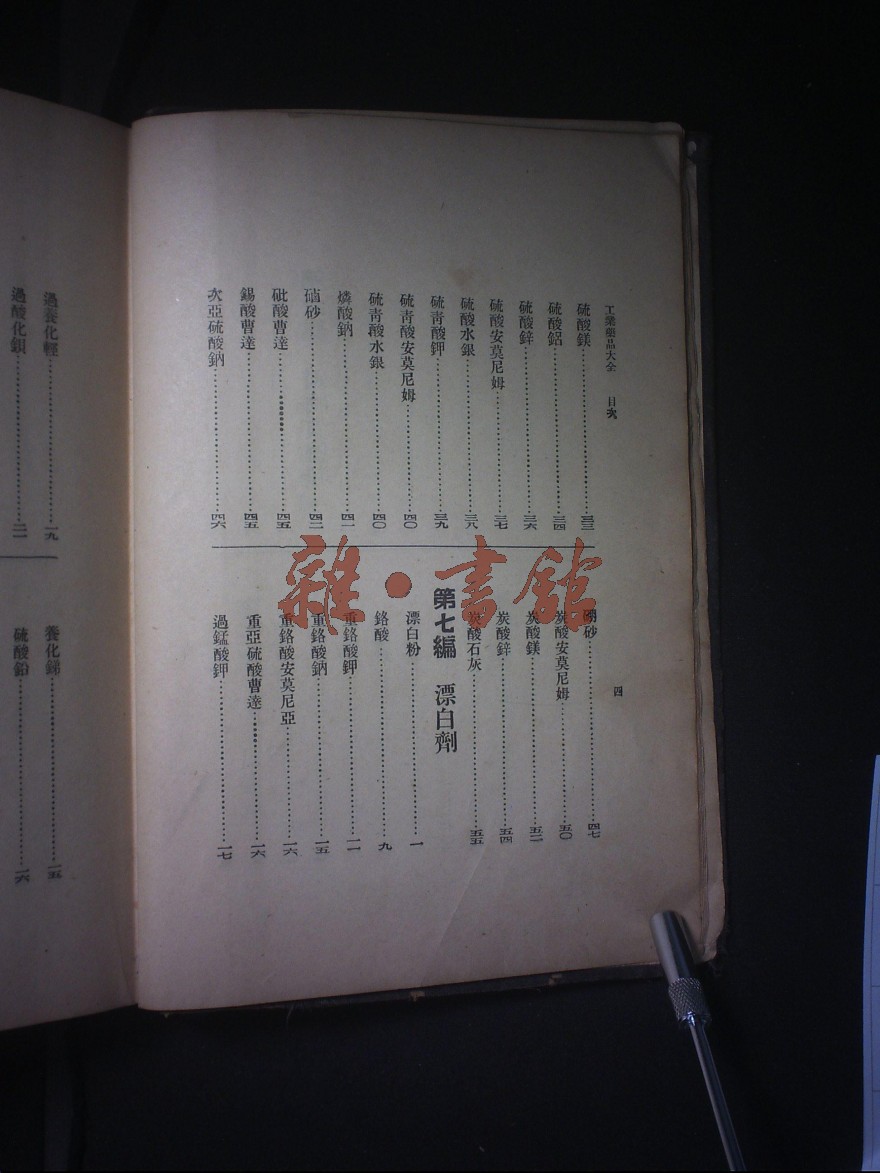 工業藥品大全 目次 四
硫酸鎂……三三
硫酸鋁……三四
硫酸鋅……三六
硫酸安莫尼姆……三七
硫酸水銀……三八
硫青酸鉀……三九
硫青酸安莫尼姆……四〇
硫青酸水銀……四〇
燐酸鈉……四一
硝砂……四二
砒酸曹達……四五
錫酸曹達……四五
次亞硫酸鈉……四六
硼砂……四七
炭酸安莫尼姆……五〇
炭酸鎂……五二
炭酸鋅……五四
炭酸石灰……五五
第七編 漂白劑
漂白粉……一
鉻酸……九
重鉻酸鉀……一一
重鉻酸鈉……一五
重鉻酸安莫尼亞……一六
重亞硫酸曹達……一六
過錳酸鉀……一七
過養化輕……一九
過酸化鋇……二一
養化銻……一五
硫酸鉛……一六
雜·書館